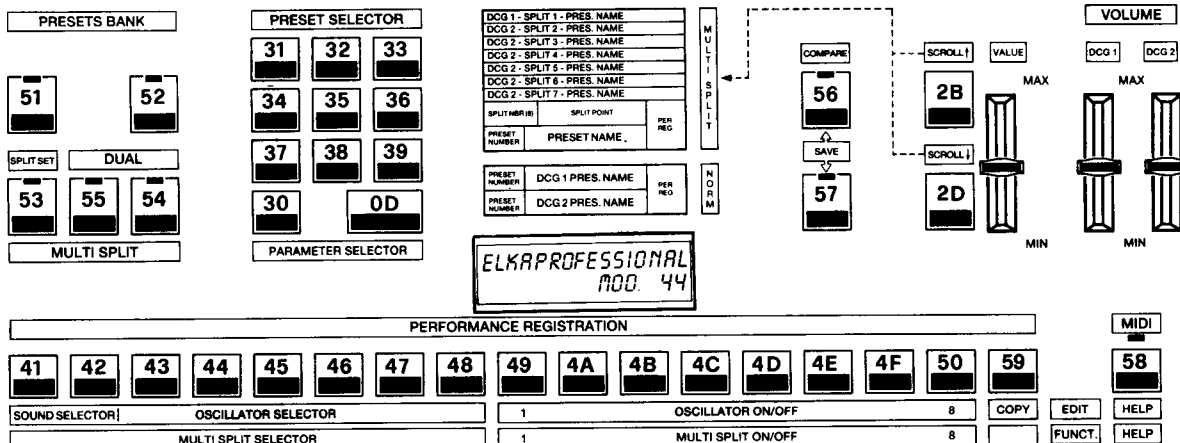 PRESETS BANK
51
52
SPLIT SET
DUAL
53
55
54
MULTI SPLIT
PRESET SELECTOR
31
32
33
34
35
36
37
38
39
30
0D
PARAMETER SELECTOR
DCG 1 - SPLIT 1 - PRES. NAME
DCG 2 - SPLIT 2 - PRES. NAME
DCG 2 - SPLIT 3 - PRES. NAME
DCG 2 - SPLIT 4 - PRES. NAME
DCG 2 - SPLIT 5 - PRES. NAME
DCG 2 - SPLIT 6 - PRES. NAME
DCG 2 - SPLIT 7 - PRES. NAME
SPLIT NBR (8)
SPLIT POINT
PER REG
PRESET NUMBER
PRESET NAME.
MULTI SPLIT
PRESET NUMBER
DCG 1 PRES. NAME
PER REG
PRESET NUMBER
DCG 2 PRES. NAME
NORM
ELKAPROFESSIONAL
MOD. 44
COMPARE
56
SAVE
57
SCROLL↑
2B
SCROLL↓
2D
VOLUME
VALUE
DCG 1
DCG 2
MAX
MAX
MIN
MIN
PERFORMANCE REGISTRATION
MIDI
41
42
43
44
45
46
47
48
49
4A
4B
4C
4D
4E
4F
50
59
58
SOUND SELECTOR
OSCILLATOR SELECTOR
1 OSCILLATOR ON/OFF 8
COPY
EDIT
HELP
MULTI SPLIT SELECTOR
1 MULTI SPLIT ON/OFF 8
FUNCT.
HELP